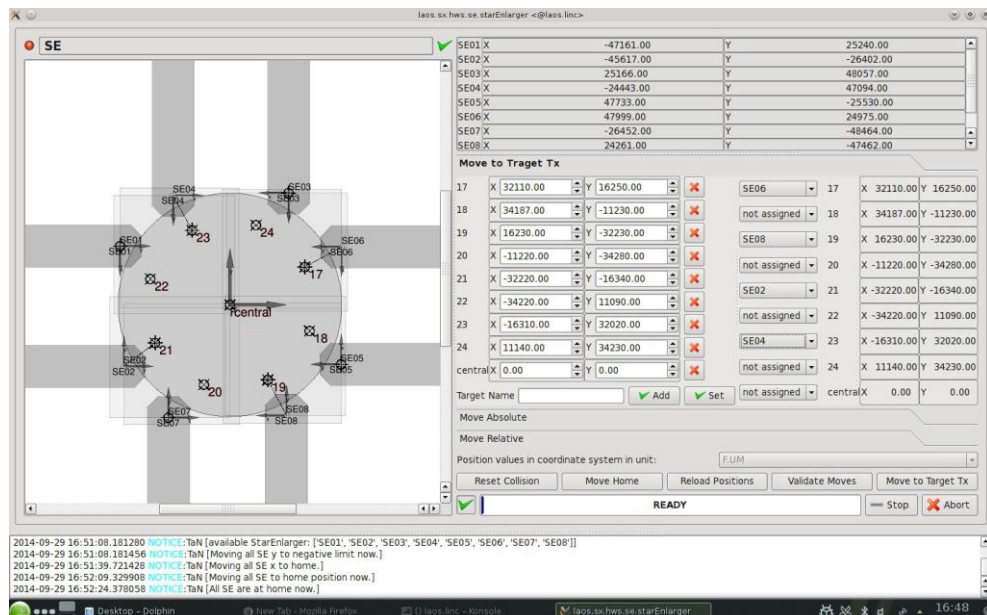 laos.sx.hws.se.starEnlarger <@laos.linc>
SE
SE01 X -47161.00 Y 25240.00
SE02 X -45617.00 Y -26402.00
SE03 X 25166.00 Y 48057.00
SE04 X -24443.00 Y 47094.00
SE05 X 47733.00 Y -25530.00
SE06 X 47999.00 Y 24975.00
SE07 X -26452.00 Y -48464.00
SE08 X 24261.00 Y -47462.00
SE04
SE04
SE03
SE03
23
24
SE01
SE01
SE06
SE06
17
22
rcentral
18
21
SE02
SE02
SE05
SE05
20
19
SE07
SE07
SE08
SE08
Move to Traget Tx
17 X 32110.00 Y 16250.00 SE06 17 X 32110.00 Y 16250.00
18 X 34187.00 Y -11230.00 not assigned 18 X 34187.00 Y -11230.00
19 X 16230.00 Y -32230.00 SE08 19 X 16230.00 Y -32230.00
20 X -11220.00 Y -34280.00 not assigned 20 X -11220.00 Y -34280.00
21 X -32220.00 Y -16340.00 SE02 21 X -32220.00 Y -16340.00
22 X -34220.00 Y 11090.00 not assigned 22 X -34220.00 Y 11090.00
23 X -16310.00 Y 32020.00 SE04 23 X -16310.00 Y 32020.00
24 X 11140.00 Y 34230.00 not assigned 24 X 11140.00 Y 34230.00
central X 0.00 Y 0.00 not assigned central X 0.00 Y 0.00
Target Name Add Set
Move Absolute
Move Relative
Position values in coordinate system in unit: F.UM
Reset Collision Move Home Reload Positions Validate Moves Move to Target Tx
READY Stop Abort
2014-09-29 16:51:08.181280 NOTICE:TaN [available StarEnlarger: ['SE01', 'SE02', 'SE03', 'SE04', 'SE05', 'SE06', 'SE07', 'SE08']]
2014-09-29 16:51:08.181456 NOTICE:TaN [Moving all SE y to negative limit now.]
2014-09-29 16:51:39.721428 NOTICE:TaN [Moving all SE x to home.]
2014-09-29 16:52:09.329908 NOTICE:TaN [Moving all SE to home position now.]
2014-09-29 16:52:24.378058 NOTICE:TaN [All SE are at home now.]
Desktop – Dolphin New Tab - Mozilla Firefox () laos.linc – Konsole laos.sx.hws.se.starEnlarger 16:48